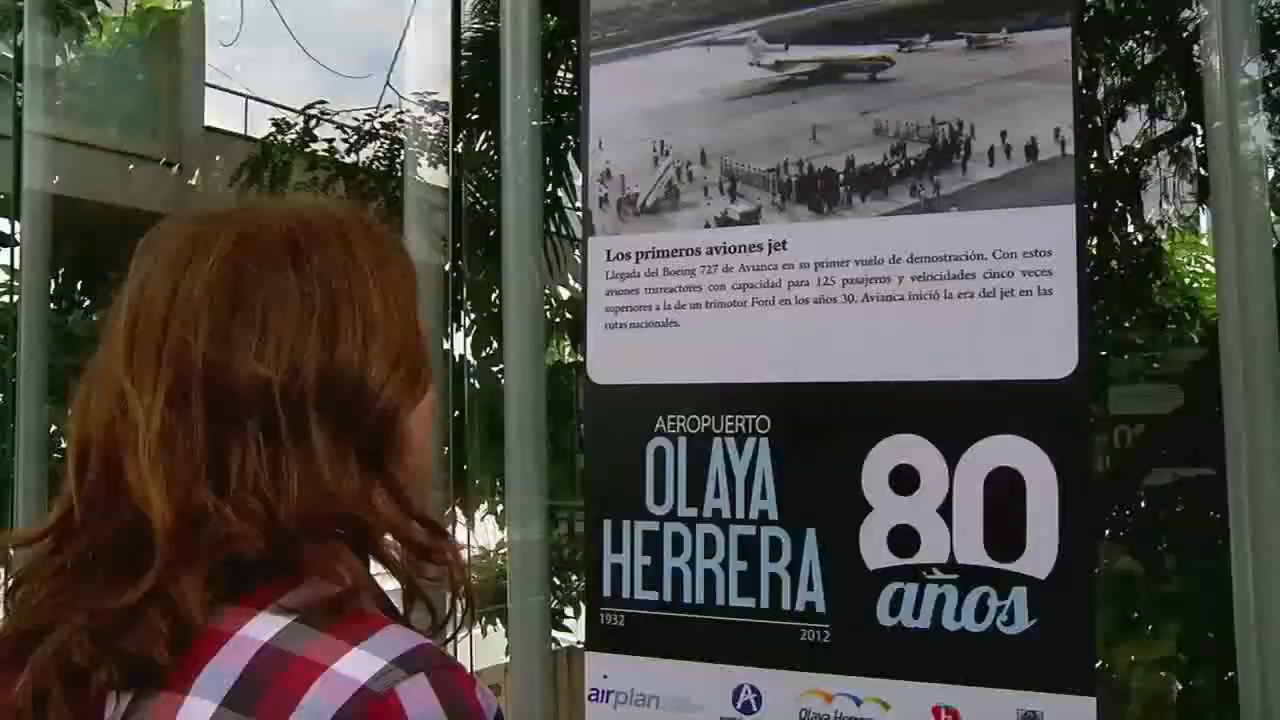 Los primeros aviones jet
Llegada del Boeing 727 de Avianca en su primer vuelo de demostración. Con estos
aviones trirreactores con capacidad para 125 pasajeros y velocidades cinco veces
superiores a la de un trimotor Ford en los años 30, Avianca inició la era del jet en las
rutas nacionales.
AEROPUERTO
OLAYA
HERRERA
1932
2012
80
años
airplan
Olaya Herrera